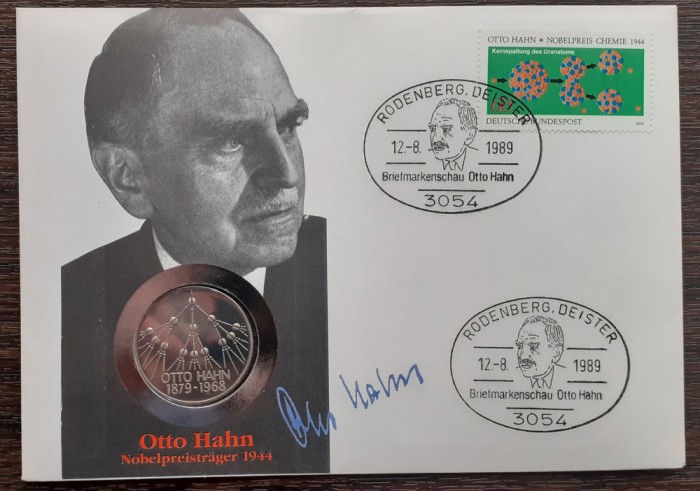 OTTO HAHN ● NOBELPREIS CHEMIE 1944
Kernspaltung des Uranatoms
DEUTSCHE BUNDESPOST
RODENBERG, DEISTER
12.-8. 1989
Briefmarkenschau Otto Hahn
3054
RODENBERG, DEISTER
12.-8. 1989
Briefmarkenschau Otto Hahn
3054
OTTO HAHN
1879-1968
Otto Hahn
Otto Hahn
Nobelpreisträger 1944